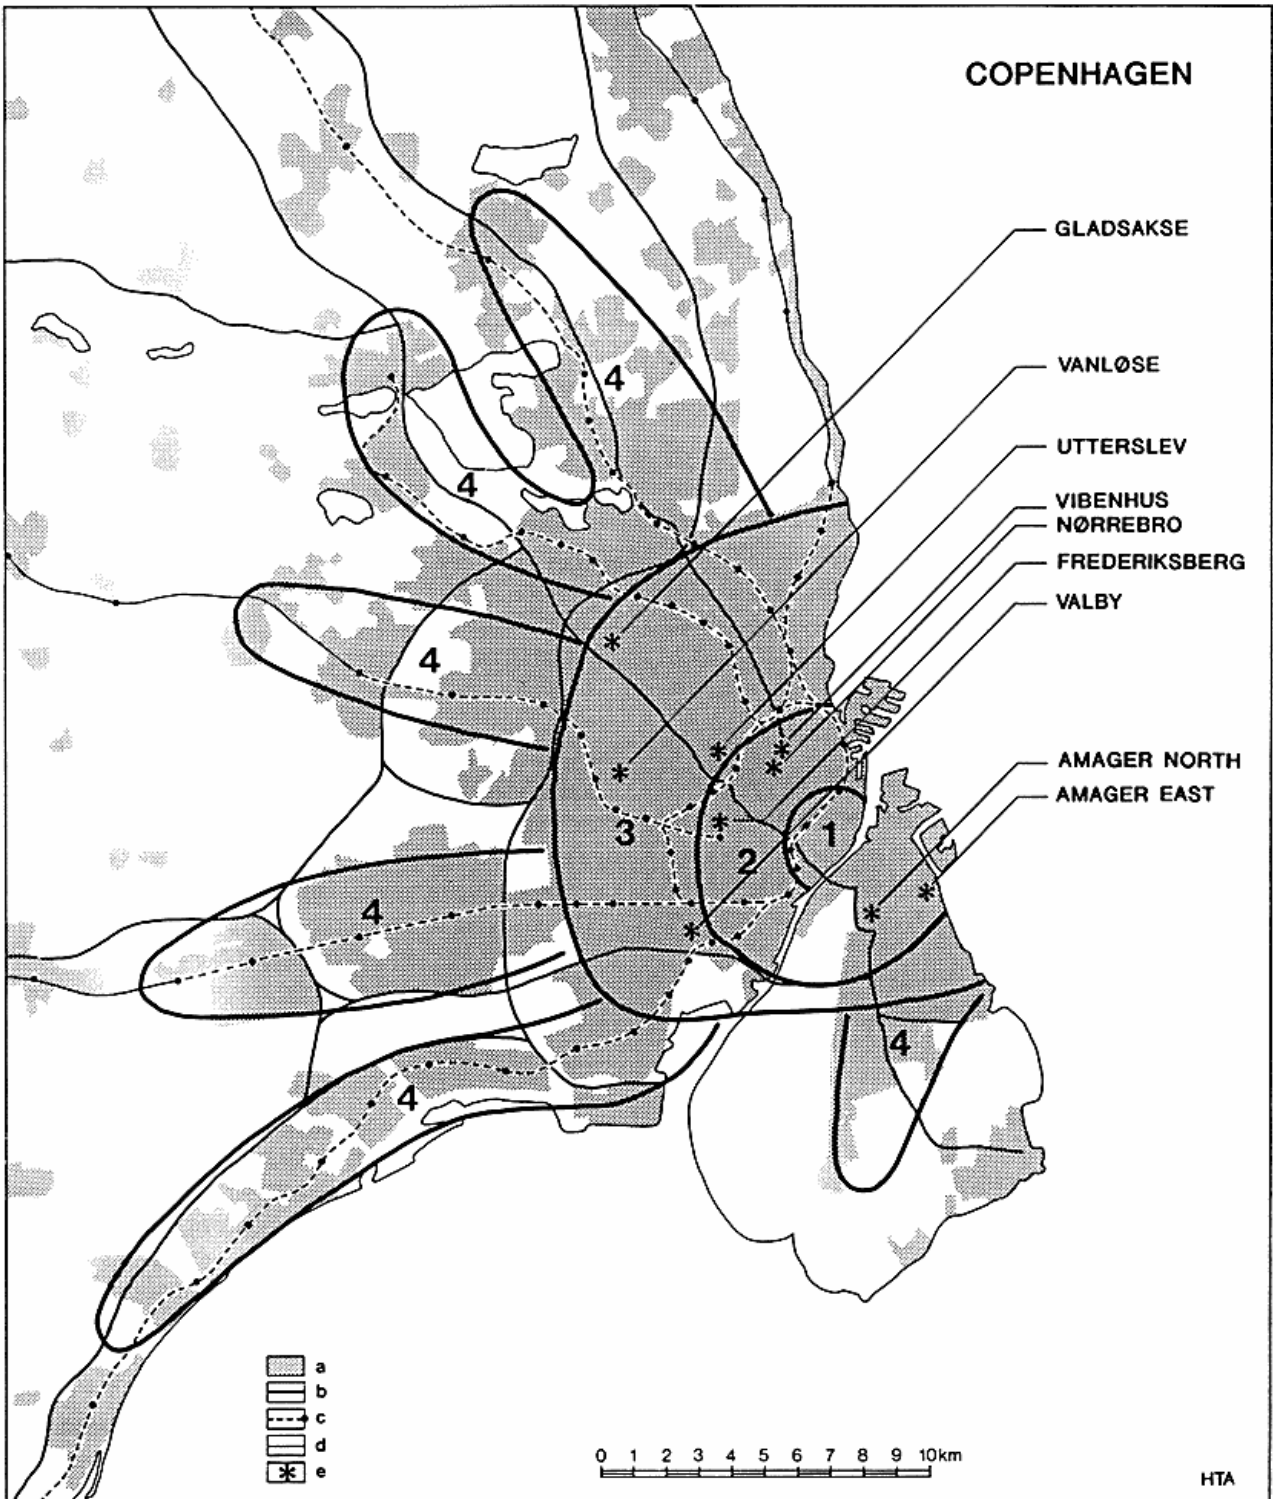 COPENHAGEN
GLADSAKSE
VANLØSE
UTTERSLEV
VIBENHUS
NØRREBRO
FREDERIKSBERG
VALBY
AMAGER NORTH
AMAGER EAST
4
4
4
3
2
1
4
4
4
a
b
c
d
e
0 1 2 3 4 5 6 7 8 9 10km
HTA